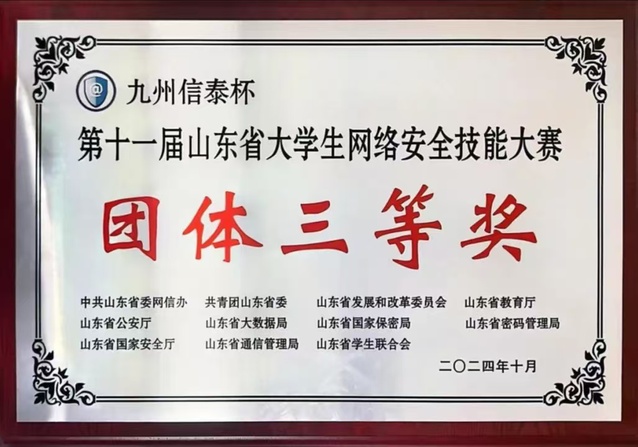 @
九州信泰杯
第十一届山东省大学生网络安全技能大赛
团体三等奖
中共山东省委网信办 共青团山东省委 山东省发展和改革委员会 山东省教育厅
山东省公安厅 山东省大数据局 山东省国家保密局 山东省密码管理局
山东省国家安全厅 山东省通信管理局 山东省学生联合会
二〇二四年十月